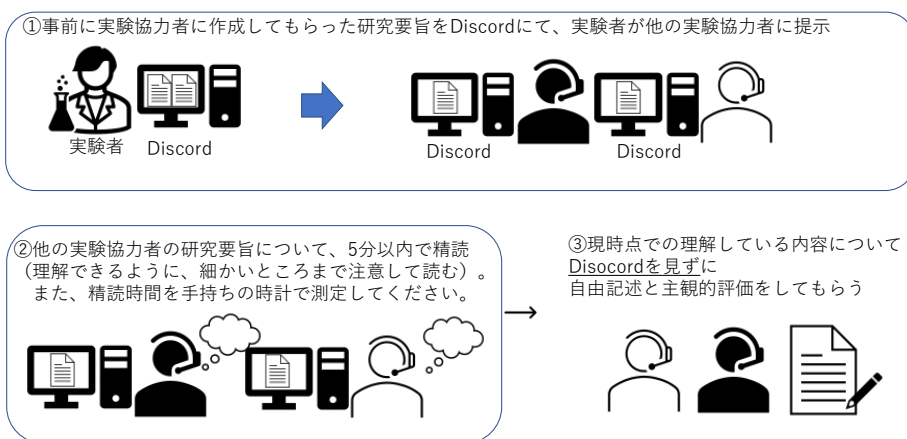 ①事前に実験協力者に作成してもらった研究要旨をDiscordにて、実験者が他の実験協力者に提示
実験者
Discord
Discord
Discord
②他の実験協力者の研究要旨について、5分以内で精読
（理解できるように、細かいところまで注意して読む）。
また、精読時間を手持ちの時計で測定してください。
③現時点での理解している内容について
Disocordを見ずに
自由記述と主観的評価をしてもらう